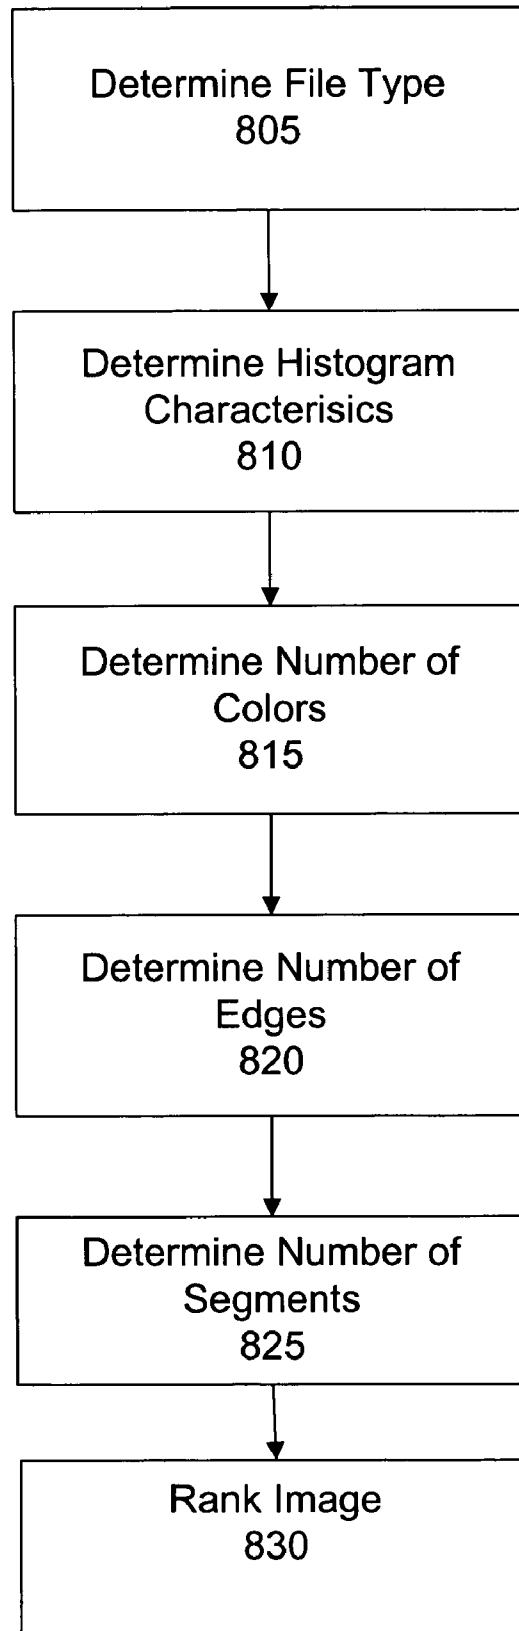 Determine File Type
805
Determine Histogram
Characterisics
810
Determine Number of
Colors
815
Determine Number of
Edges
820
Determine Number of
Segments
825
Rank Image
830